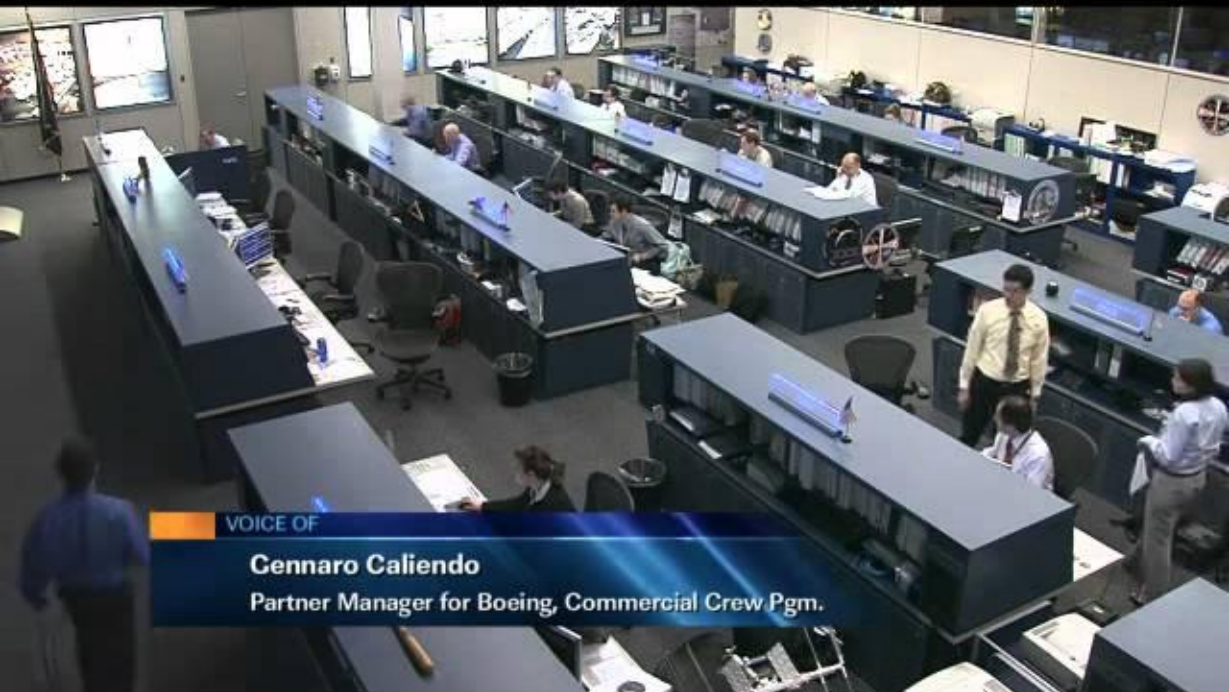 VOICE OF
Gennaro Caliendo
Partner Manager for Boeing, Commercial Crew Pgm.